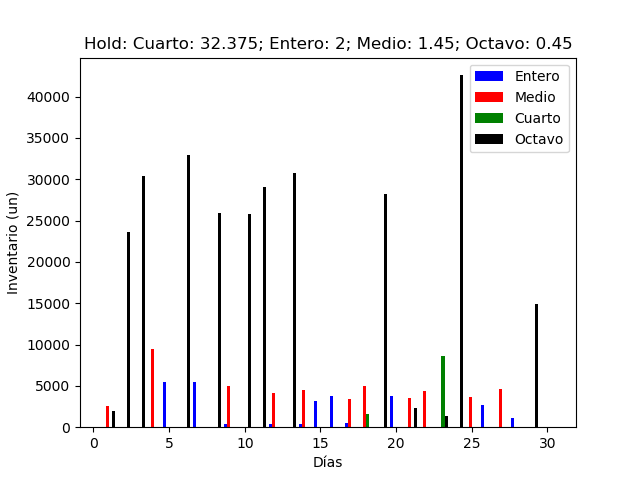 Hold: Cuarto: 32.375; Entero: 2; Medio: 1.45; Octavo: 0.45
Entero
Medio
Cuarto
Octavo
40000
35000
30000
25000
20000
15000
10000
5000
0
Inventario (un)
0 5 10 15 20 25 30
Días